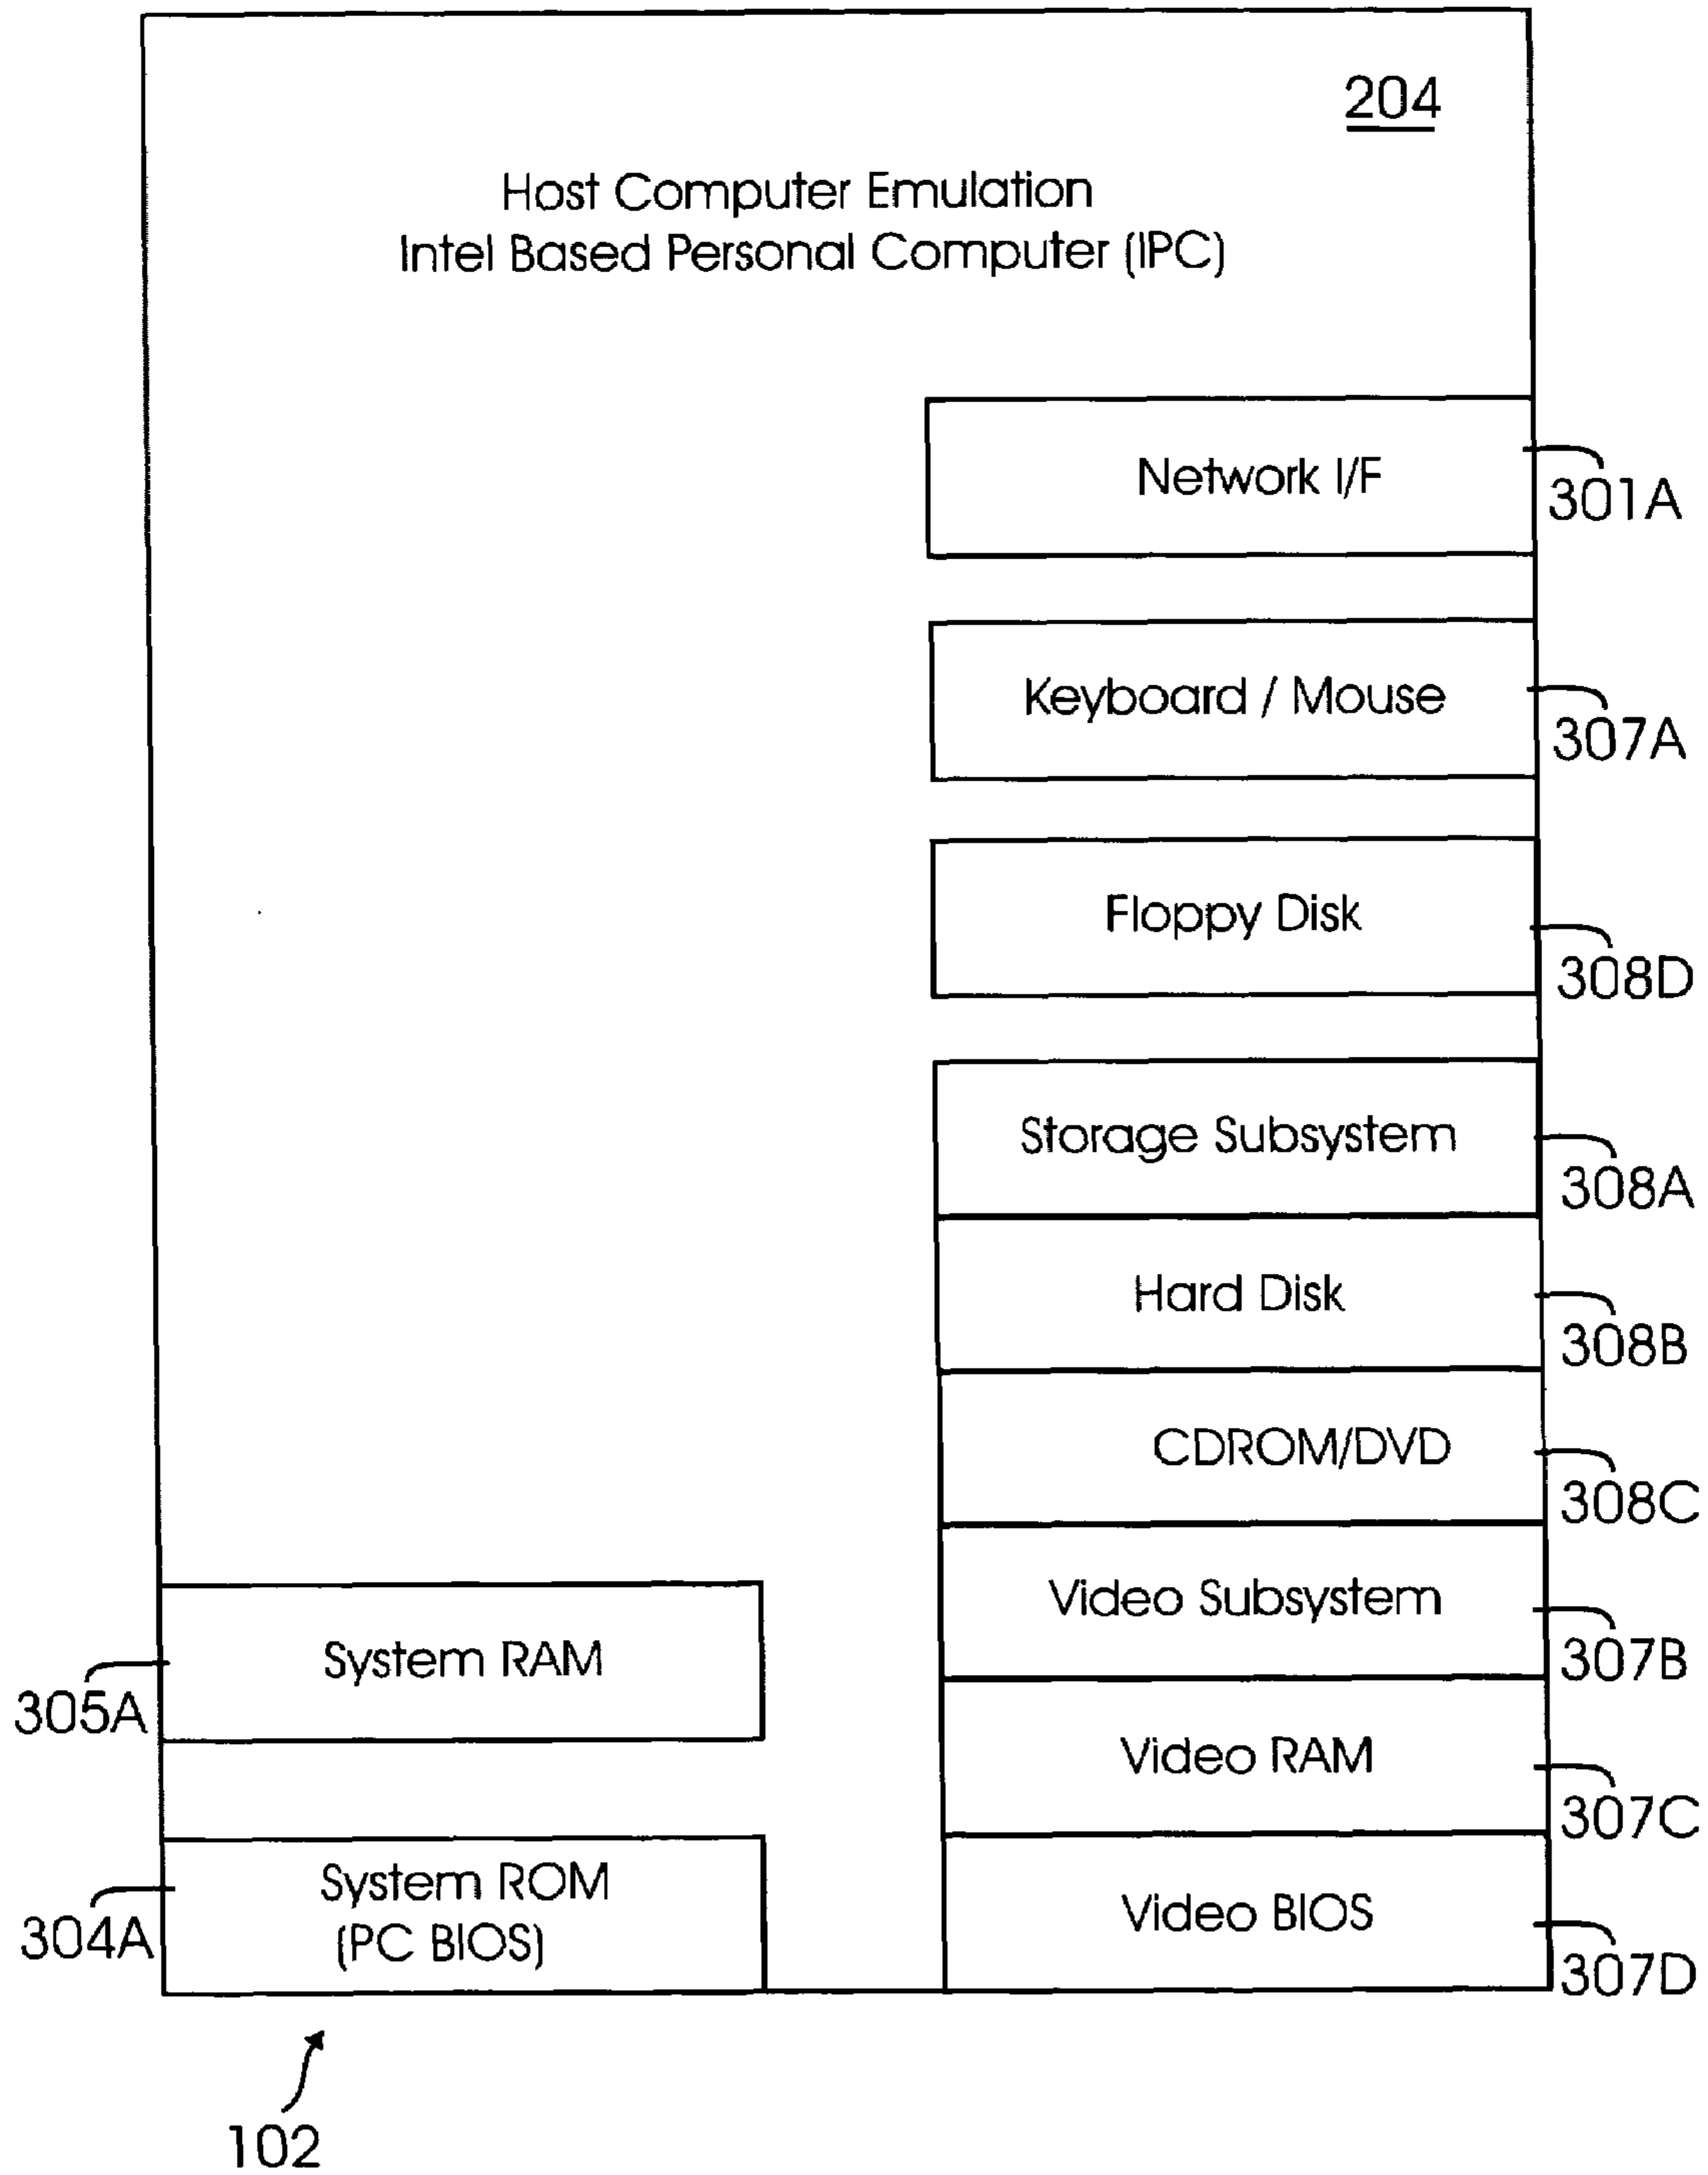 204
Host Computer Emulation
Intel Based Personal Computer (IPC)
Network I/F
301A
Keyboard / Mouse
307A
Floppy Disk
308D
Storage Subsystem
308A
Hard Disk
308B
CDROM/DVD
308C
Video Subsystem
307B
System RAM
305A
Video RAM
307C
System ROM
(PC BIOS)
304A
Video BIOS
307D
102